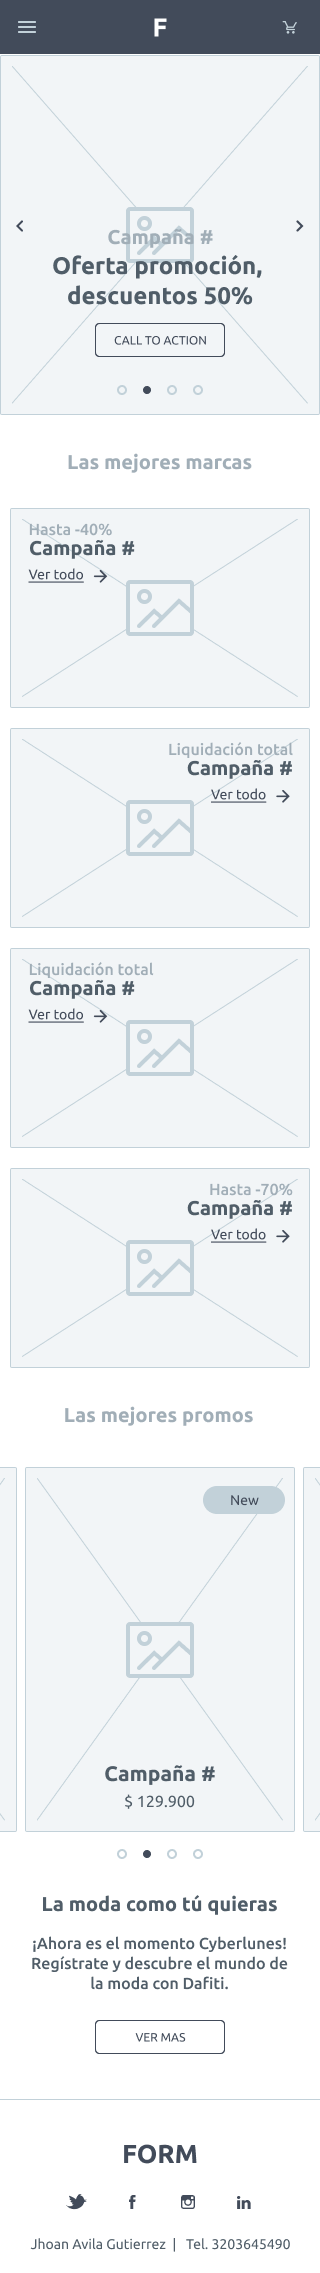 F
Campaña #
Oferta promoción,
descuentos 50%
CALL TO ACTION
Las mejores marcas
Hasta -40%
Campaña #
Ver todo
Liquidación total
Campaña #
Ver todo
Liquidación total
Campaña #
Ver todo
Hasta -70%
Campaña #
Ver todo
Las mejores promos
New
Campaña #
$ 129.900
La moda como tú quieras
¡Ahora es el momento Cyberlunes!
Regístrate y descubre el mundo de
la moda con Dafiti.
VER MAS
FORM
Jhoan Avila Gutierrez | Tel. 3203645490